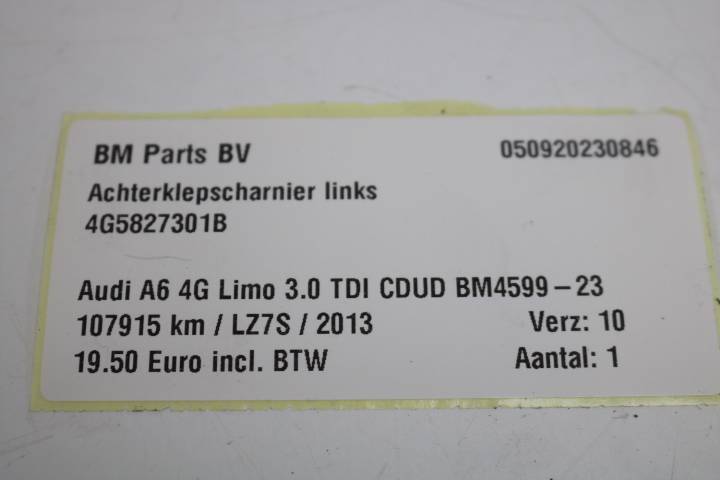 BM Parts BV 050920230846
Achterklepscharnier links
4G5827301B
Audi A6 4G Limo 3.0 TDI CDUD BM4599-23
107915 km / LZ7S / 2013 Verz: 10
19.50 Euro incl. BTW Aantal: 1